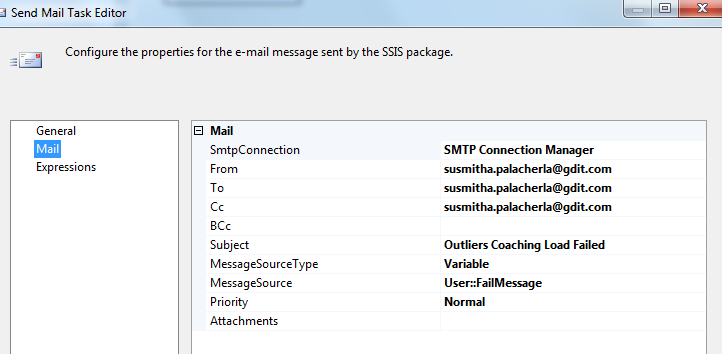 Send Mail Task Editor
Configure the properties for the e-mail message sent by the SSIS package.
General
Mail
Expressions
Mail
SmtpConnection SMTP Connection Manager
From susmitha.palacherla@gdit.com
To susmitha.palacherla@gdit.com
Cc susmitha.palacherla@gdit.com
BCc
Subject Outliers Coaching Load Failed
MessageSourceType Variable
MessageSource User::FailMessage
Priority Normal
Attachments